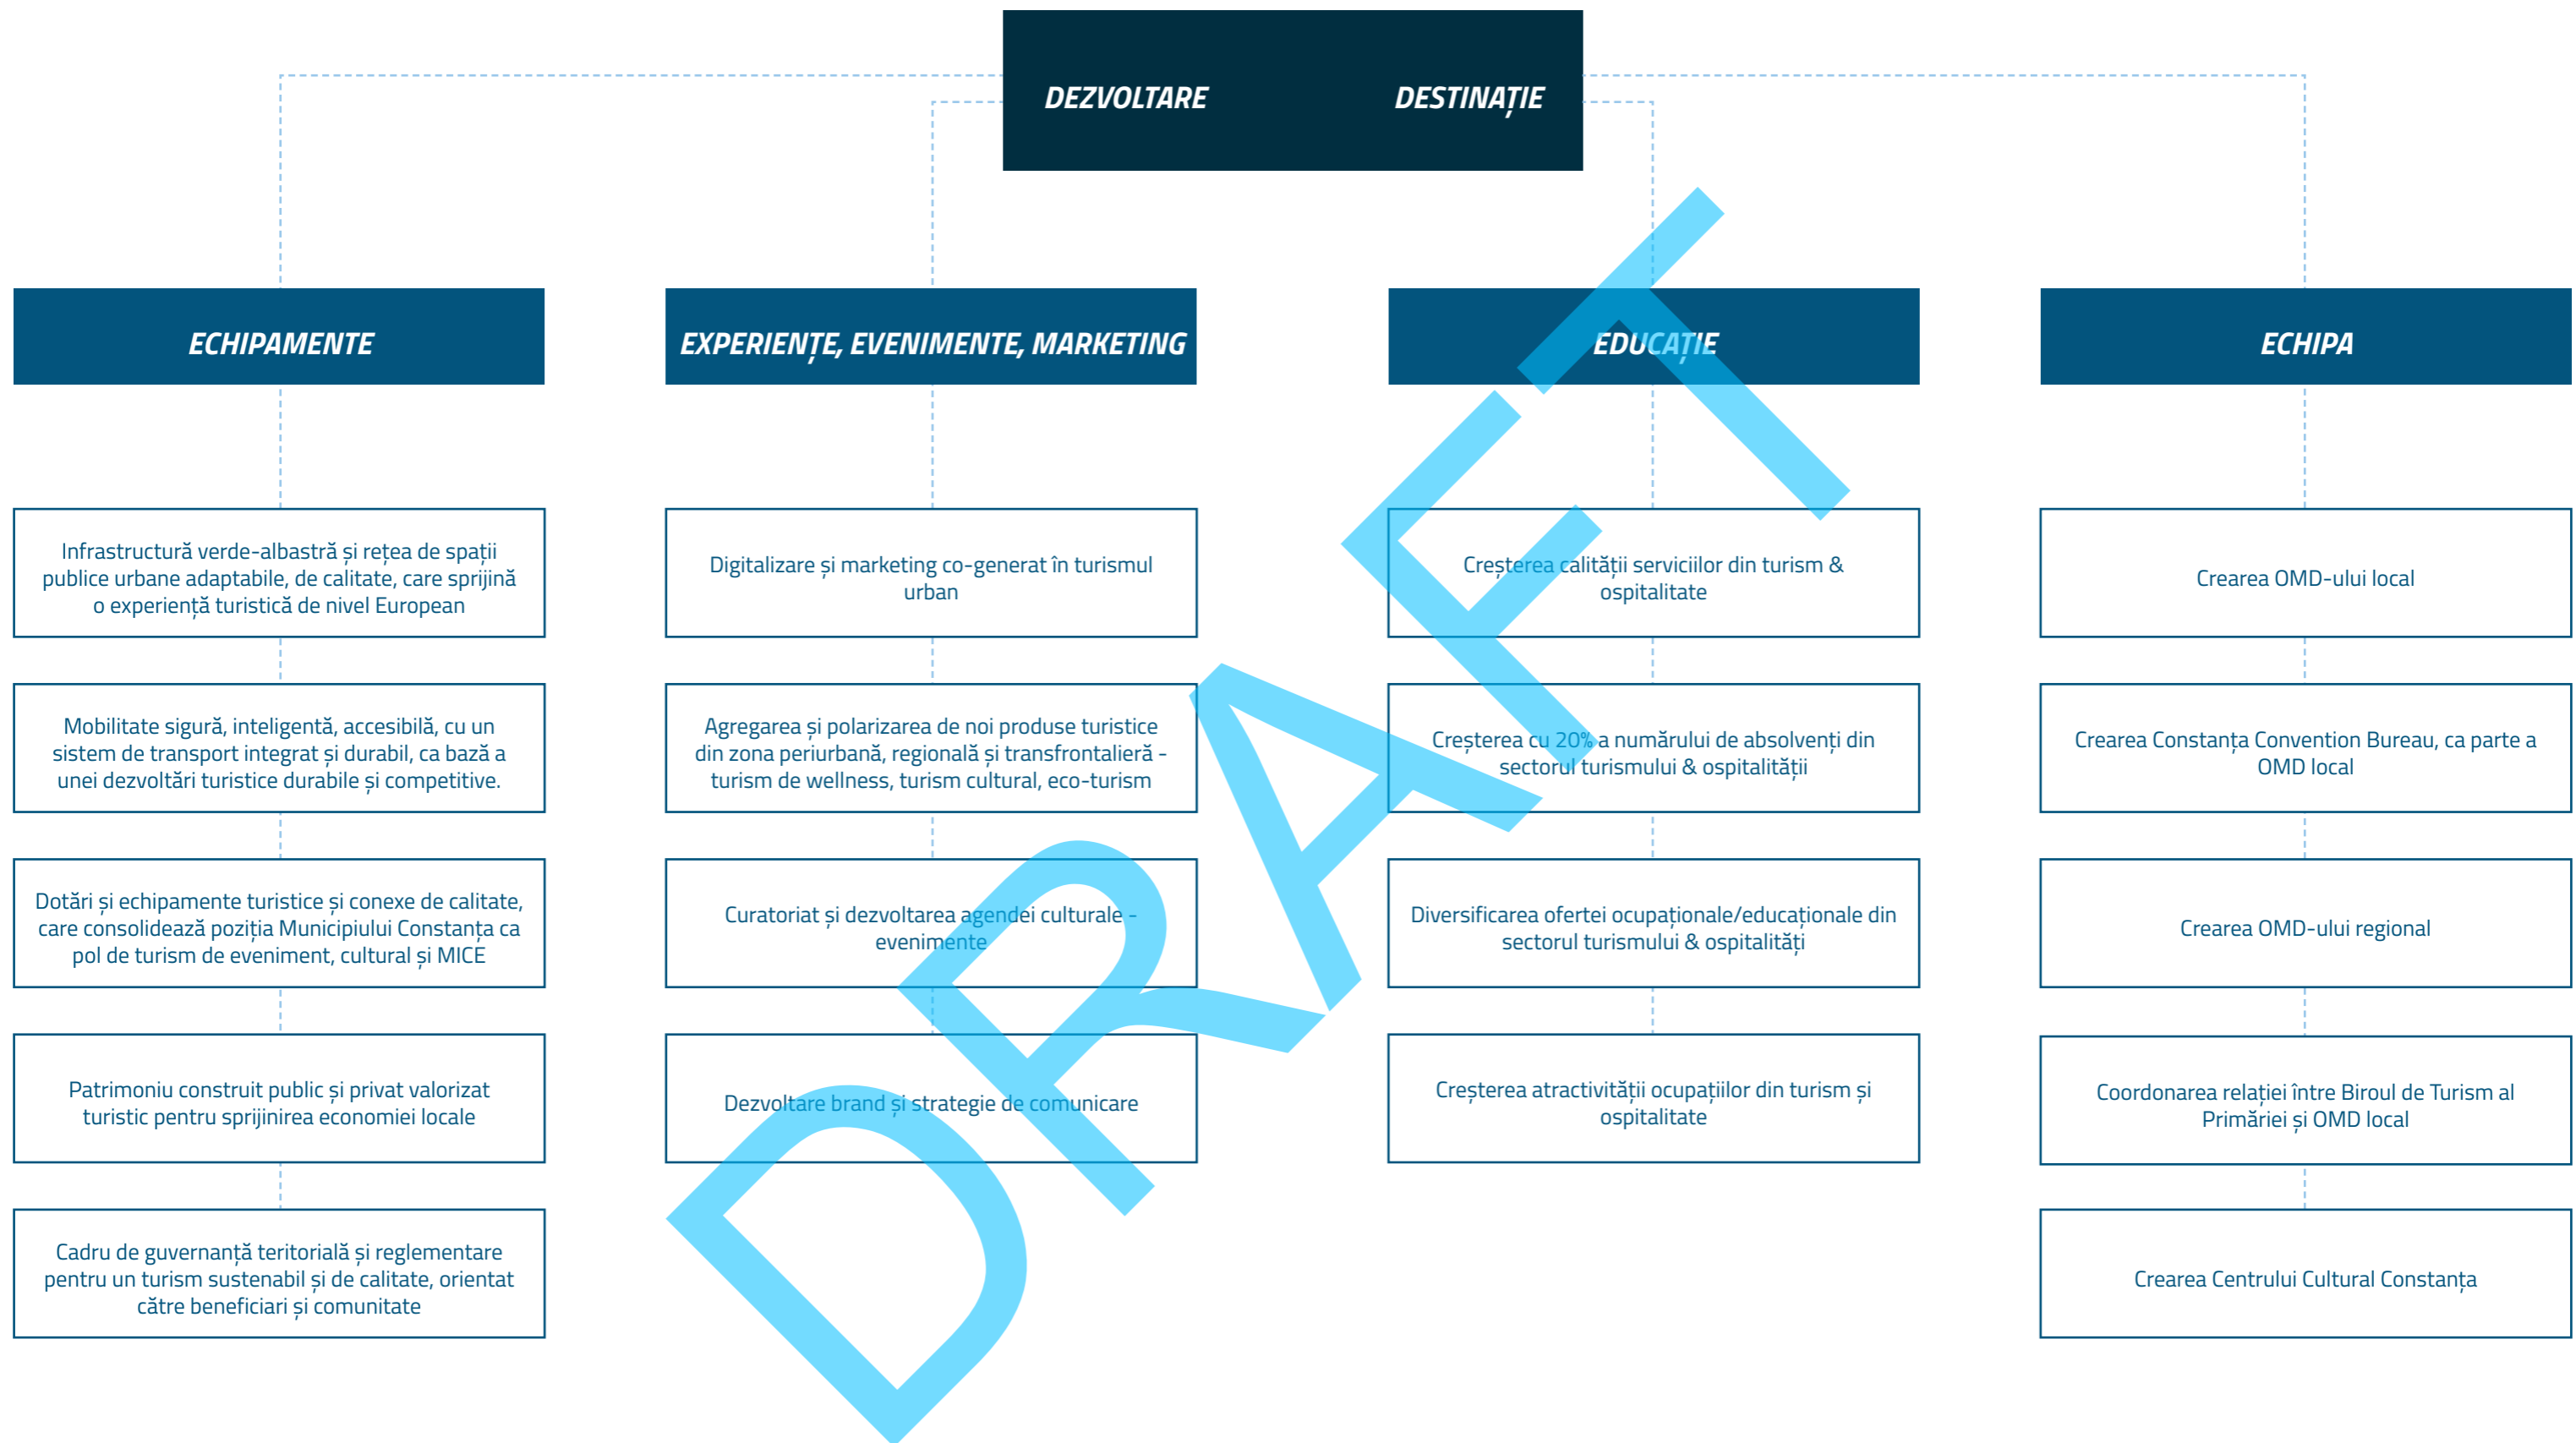 DEZVOLTARE DESTINAȚIE
ECHIPAMENTE
Infrastructură verde-albastră și rețea de spații
publice urbane adaptabile, de calitate, care sprijină
o experiență turistică de nivel European
Mobilitate sigură, inteligentă, accesibilă, cu un
sistem de transport integrat și durabil, ca bază a
unei dezvoltări turistice durabile și competitive.
Dotări și echipamente turistice și conexe de calitate,
care consolidează poziția Municipiului Constanța ca
pol de turism de eveniment, cultural și MICE
Patrimoniu construit public și privat valorizat
turistic pentru sprijinirea economiei locale
Cadru de guvernanță teritorială și reglementare
pentru un turism sustenabil și de calitate, orientat
către beneficiari și comunitate
EXPERIENȚE, EVENIMENTE, MARKETING
Digitalizare și marketing co-generat în turismul
urban
Agregarea și polarizarea de noi produse turistice
din zona periurbană, regională și transfrontalieră -
turism de wellness, turism cultural, eco-turism
Curatoriat și dezvoltarea agendei culturale -
evenimente
Dezvoltare brand și strategie de comunicare
EDUCAȚIE
Creșterea calității serviciilor din turism &
ospitalitate
Creșterea cu 20% a numărului de absolvenți din
sectorul turismului & ospitalității
Diversificarea ofertei ocupaționale/educaționale din
sectorul turismului & ospitalități
Creșterea atractivității ocupațiilor din turism și
ospitalitate
ECHIPA
Crearea OMD-ului local
Crearea Constanța Convention Bureau, ca parte a
OMD local
Crearea OMD-ului regional
Coordonarea relației între Biroul de Turism al
Primăriei și OMD local
Crearea Centrului Cultural Constanța
DRAFT